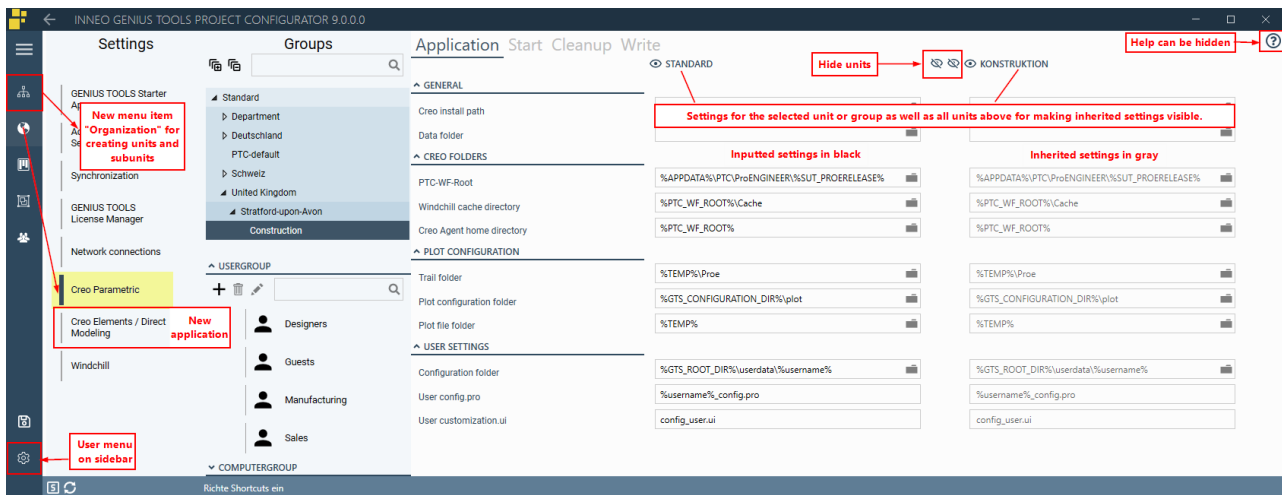 INNEO GENIUS TOOLS PROJECT CONFIGURATOR 9.0.0.0
Settings
Groups
Application Start Cleanup Write
Help can be hidden
STANDARD
Hide units
KONSTRUKTION
GENIUS TOOLS Starter
New menu item
"Organization" for
creating units and
subunits
Synchronization
GENIUS TOOLS
License Manager
Network connections
Creo Parametric
Creo Elements / Direct
Modeling
New
application
Windchill
User menu
on sidebar
Standard
Department
Deutschland
PTC-default
Schweiz
United Kingdom
Stratford-upon-Avon
Construction
USERGROUP
Designers
Guests
Manufacturing
Sales
COMPUTERGROUP
GENERAL
Creo install path
Data folder
Settings for the selected unit or group as well as all units above for making inherited settings visible.
CREO FOLDERS
Inputted settings in black
Inherited settings in gray
PTC-WF-Root
%APPDATA%\PTC\ProENGINEER\%SUT_PROERELEASE%
%APPDATA%\PTC\ProENGINEER\%SUT_PROERELEASE%
Windchill cache directory
%PTC_WF_ROOT%\Cache
%PTC_WF_ROOT%\Cache
Creo Agent home directory
%PTC_WF_ROOT%
%PTC_WF_ROOT%
PLOT CONFIGURATION
Trail folder
%TEMP%\Proe
%TEMP%\Proe
Plot configuration folder
%GTS_CONFIGURATION_DIR%\plot
%GTS_CONFIGURATION_DIR%\plot
Plot file folder
%TEMP%
%TEMP%
USER SETTINGS
Configuration folder
%GTS_ROOT_DIR%\userdata\%username%
%GTS_ROOT_DIR%\userdata\%username%
User config.pro
%username%_config.pro
%username%_config.pro
User customization.ui
config_user.ui
config_user.ui
S
Richte Shortcuts ein